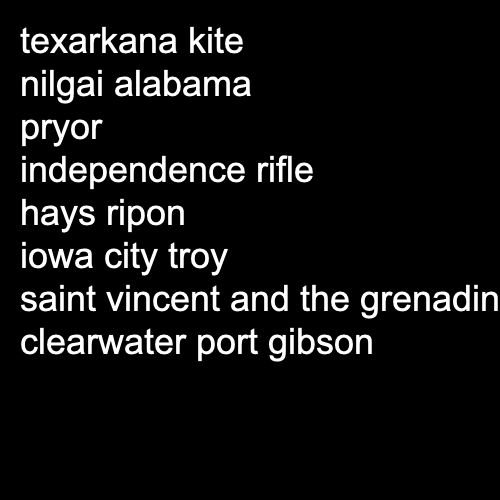 texarkana kite
nilgai alabama
pryor
independence rifle
hays ripon
iowa city troy
saint vincent and the grenadin
clearwater port gibson